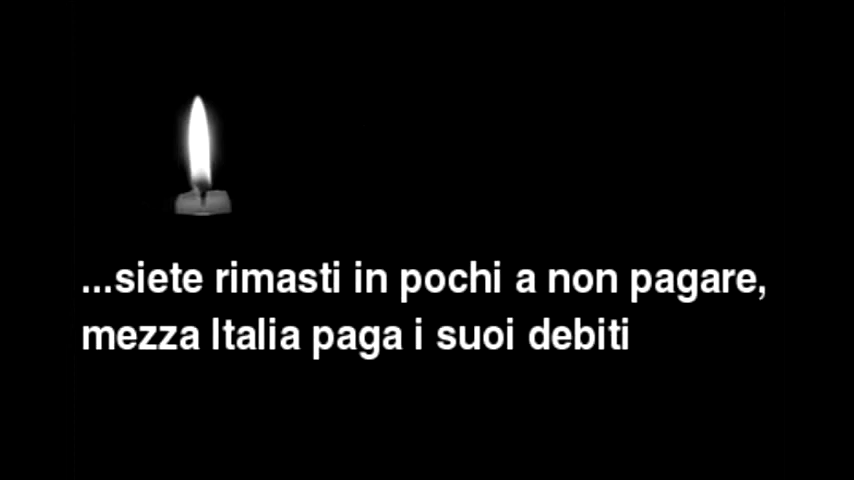 ...siete rimasti in pochi a non pagare,
mezza Italia paga i suoi debiti